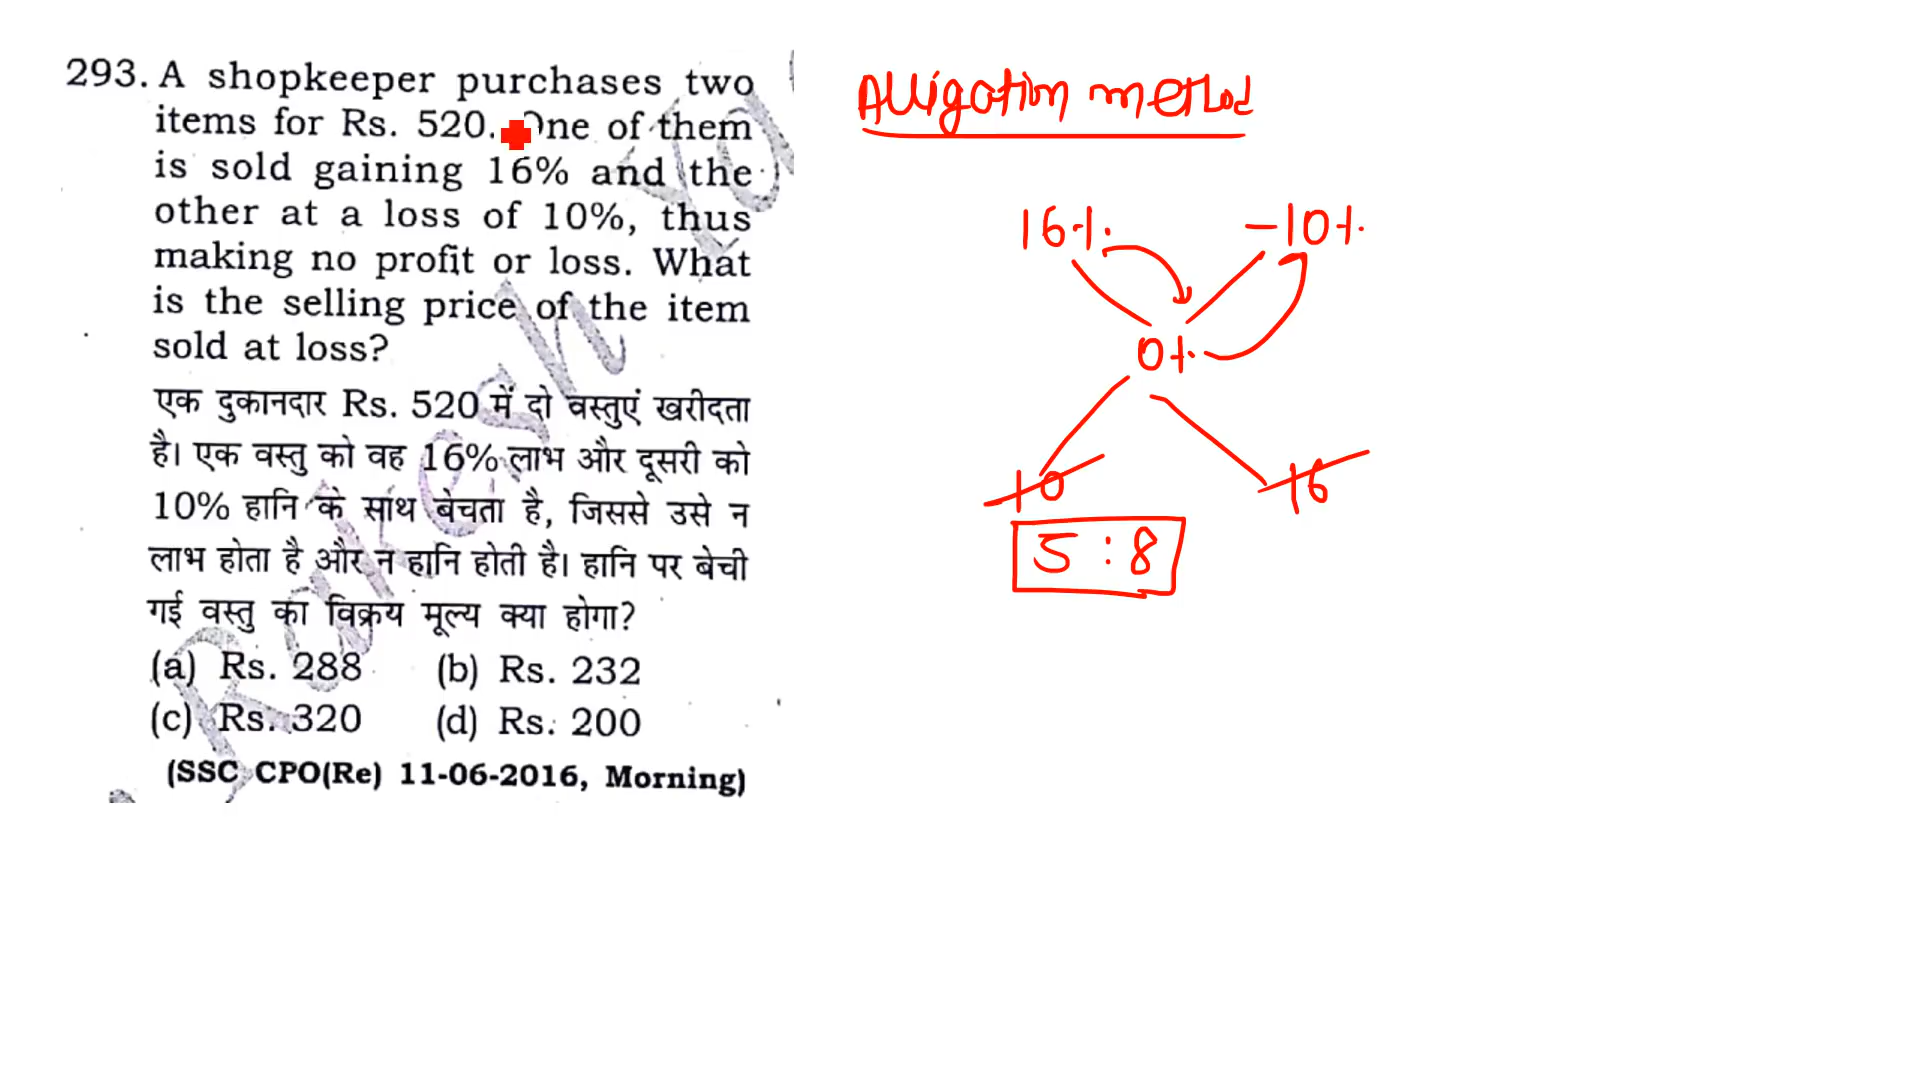 293. A shopkeeper purchases two
items for Rs. 520. One of them
is sold gaining 16% and the
other at a loss of 10%, thus
making no profit or loss. What
is the selling price of the item
sold at loss?
एक दुकानदार Rs. 520 में दो वस्तुएं खरीदता
है। एक वस्तु को वह 16% लाभ और दूसरी को
10% हानि के साथ बेचता है, जिससे उसे न
लाभ होता है और न हानि होती है। हानि पर बेची
गई वस्तु का विक्रय मूल्य क्या होगा?
(a) Rs. 288 (b) Rs. 232
(c) Rs. 320 (d) Rs. 200
(SSC CPO(Re) 11-06-2016, Morning)
Alligation method
16% -10%
0%
10 16
5 : 8
Rakesh